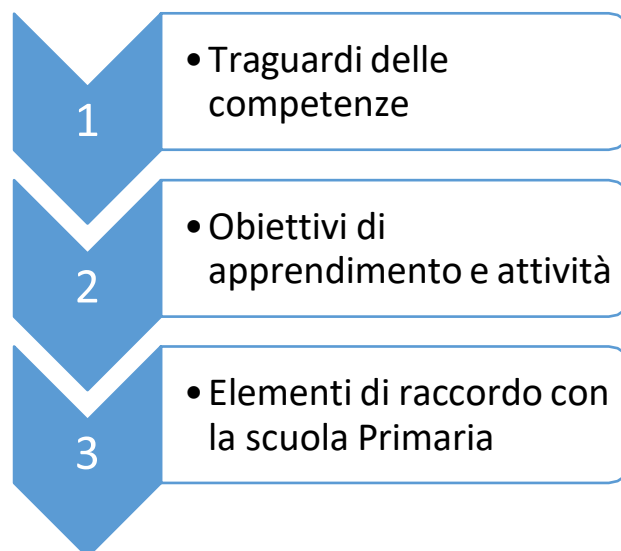 1
• Traguardi delle
competenze
2
• Obiettivi di
apprendimento e attività
3
• Elementi di raccordo con
la scuola Primaria